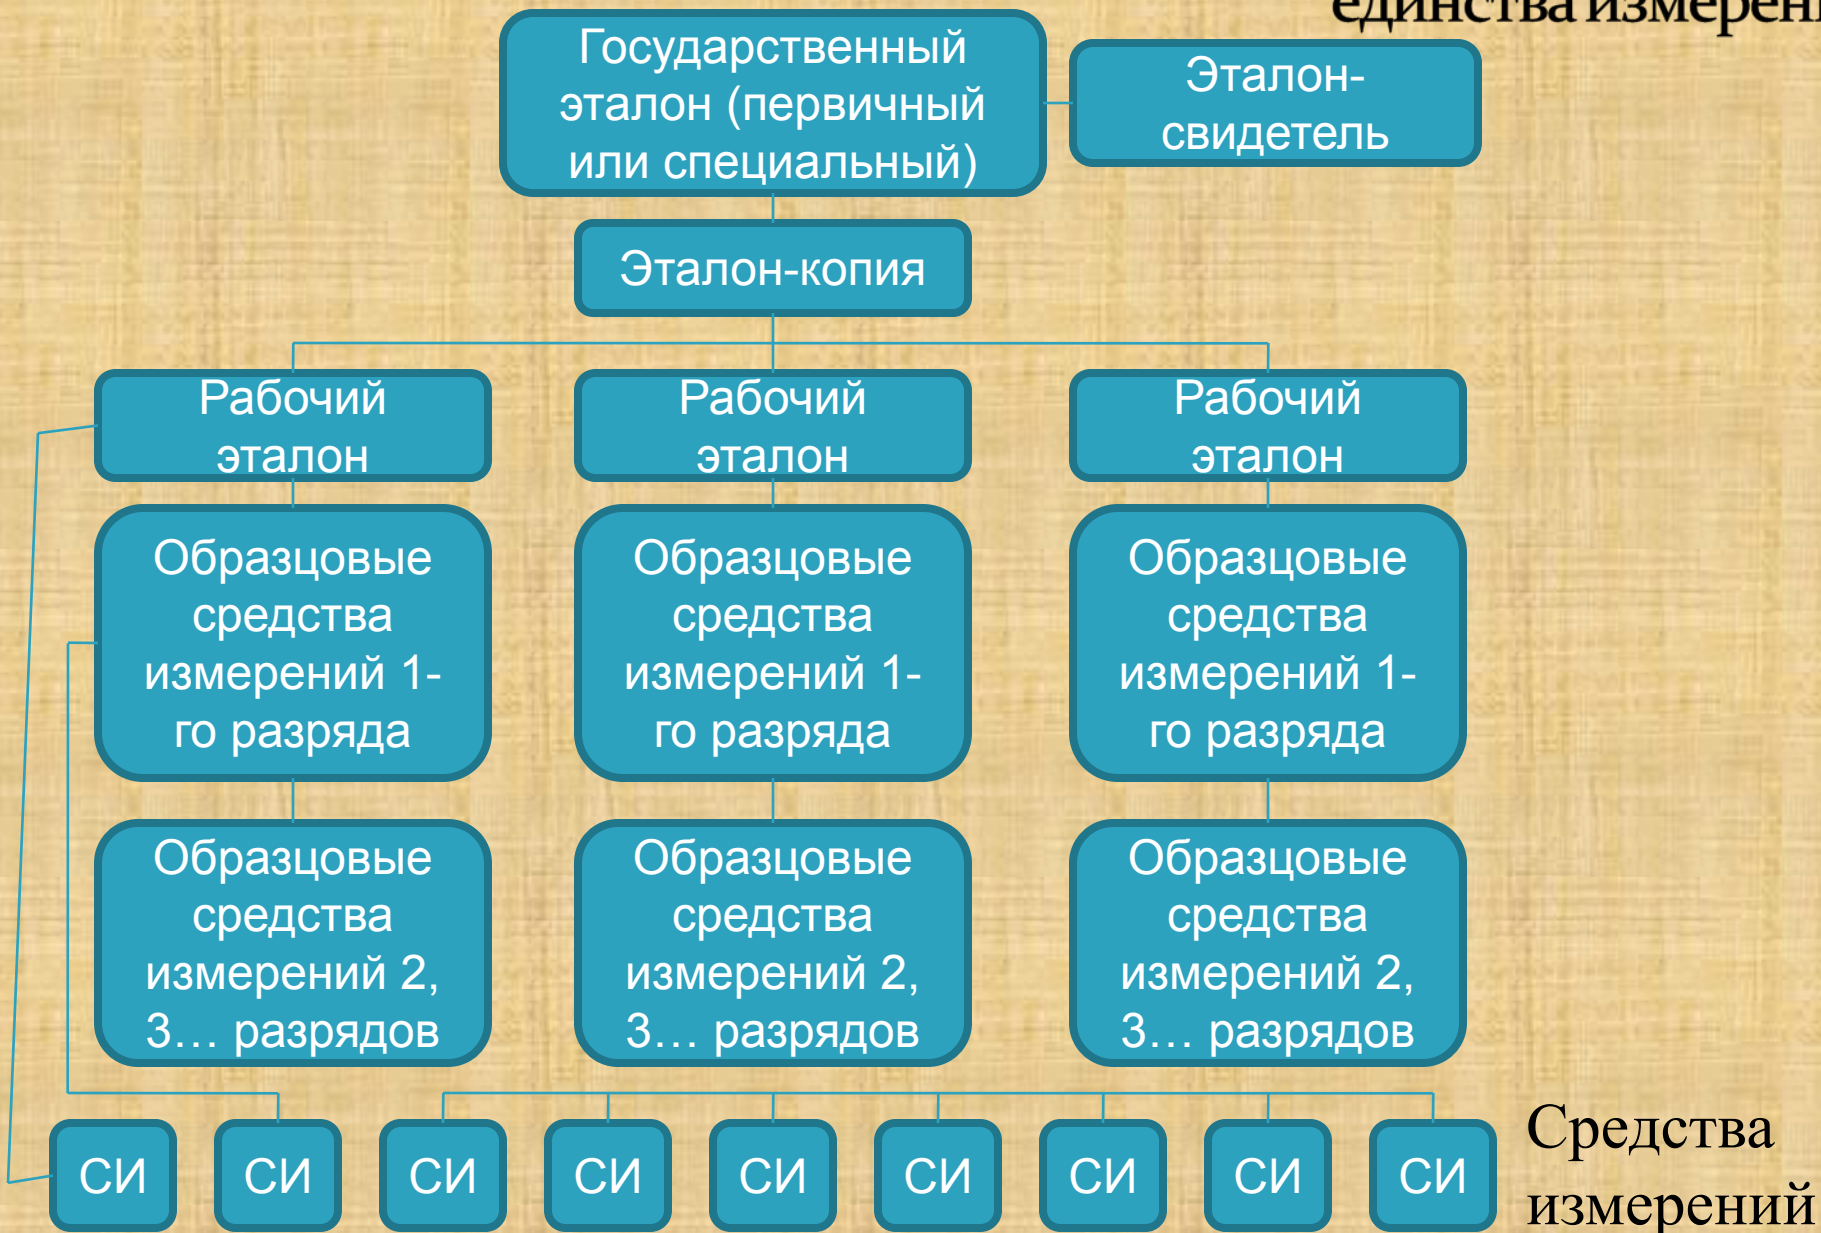 единства
Государственный
эталон (первичный
или специальный)
Эталон-
свидетель
Эталон-копия
Рабочий
эталон
Рабочий
эталон
Рабочий
эталон
Образцовые
средства
измерений 1-
го разряда
Образцовые
средства
измерений 1-
го разряда
Образцовые
средства
измерений 1-
го разряда
Образцовые
средства
измерений 2,
3... разрядов
Образцовые
средства
измерений 2,
3... разрядов
Образцовые
средства
измерений 2,
3... разрядов
СИ
СИ
СИ
СИ
СИ
СИ
СИ
СИ
СИ
Средства
измерений